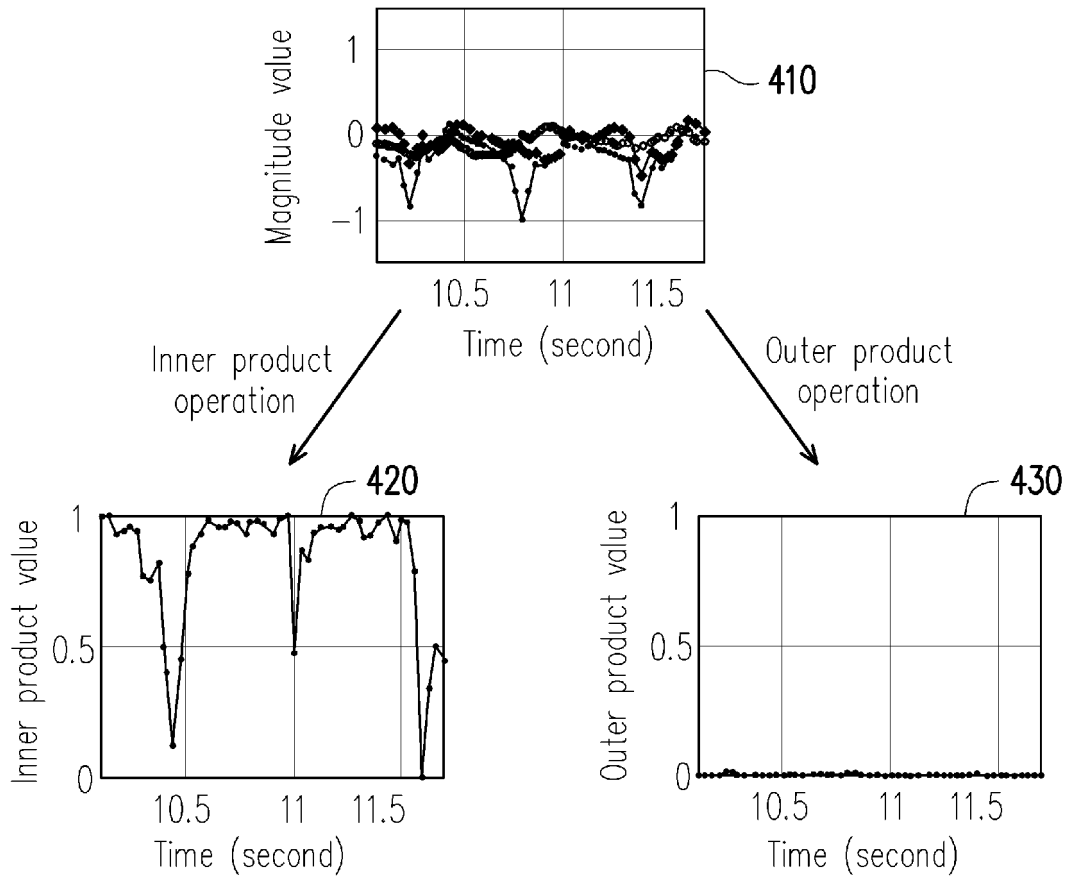 Magnitude value
1
0
−1
410
10.5 11 11.5
Time (second)
Inner product
operation
Outer product
operation
420
Inner product value
1
0.5
0
10.5 11 11.5
Time (second)
430
Outer product value
1
0.5
0
10.5 11 11.5
Time (second)